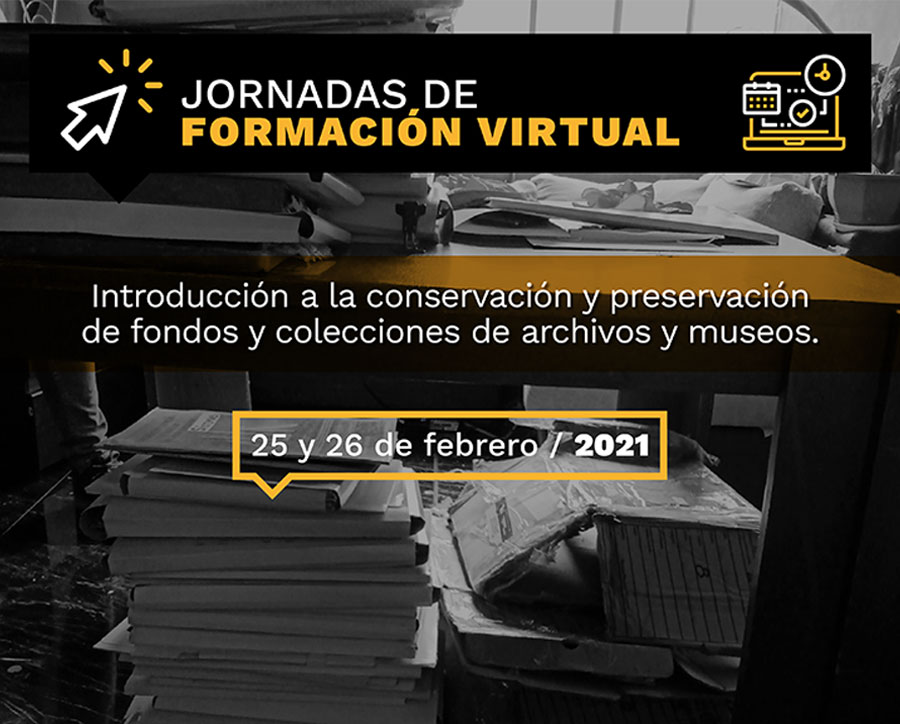 JORNADAS DE
FORMACIÓN VIRTUAL
Introducción a la conservación y preservación
de fondos y colecciones de archivos y museos.
25 y 26 de febrero / 2021